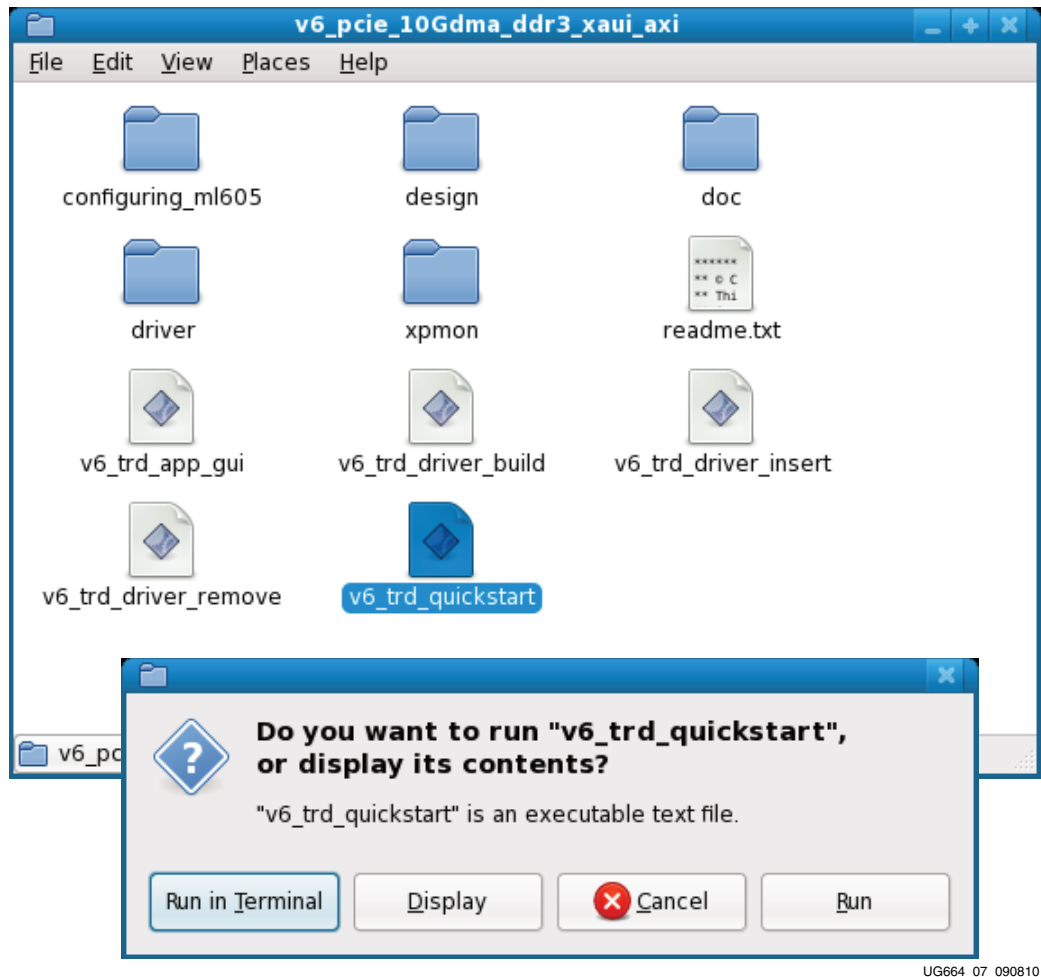 v6_pcie_10Gdma_ddr3_xaui_axi
File Edit View Places Help
configuring_ml605 design doc
******
** © C
** Thi
driver xpmon readme.txt
v6_trd_app_gui v6_trd_driver_build v6_trd_driver_insert
v6_trd_driver_remove v6_trd_quickstart
v6_pc
Do you want to run "v6_trd_quickstart",
or display its contents?
"v6_trd_quickstart" is an executable text file.
Run in Terminal Display Cancel Run
UG664_07_090810